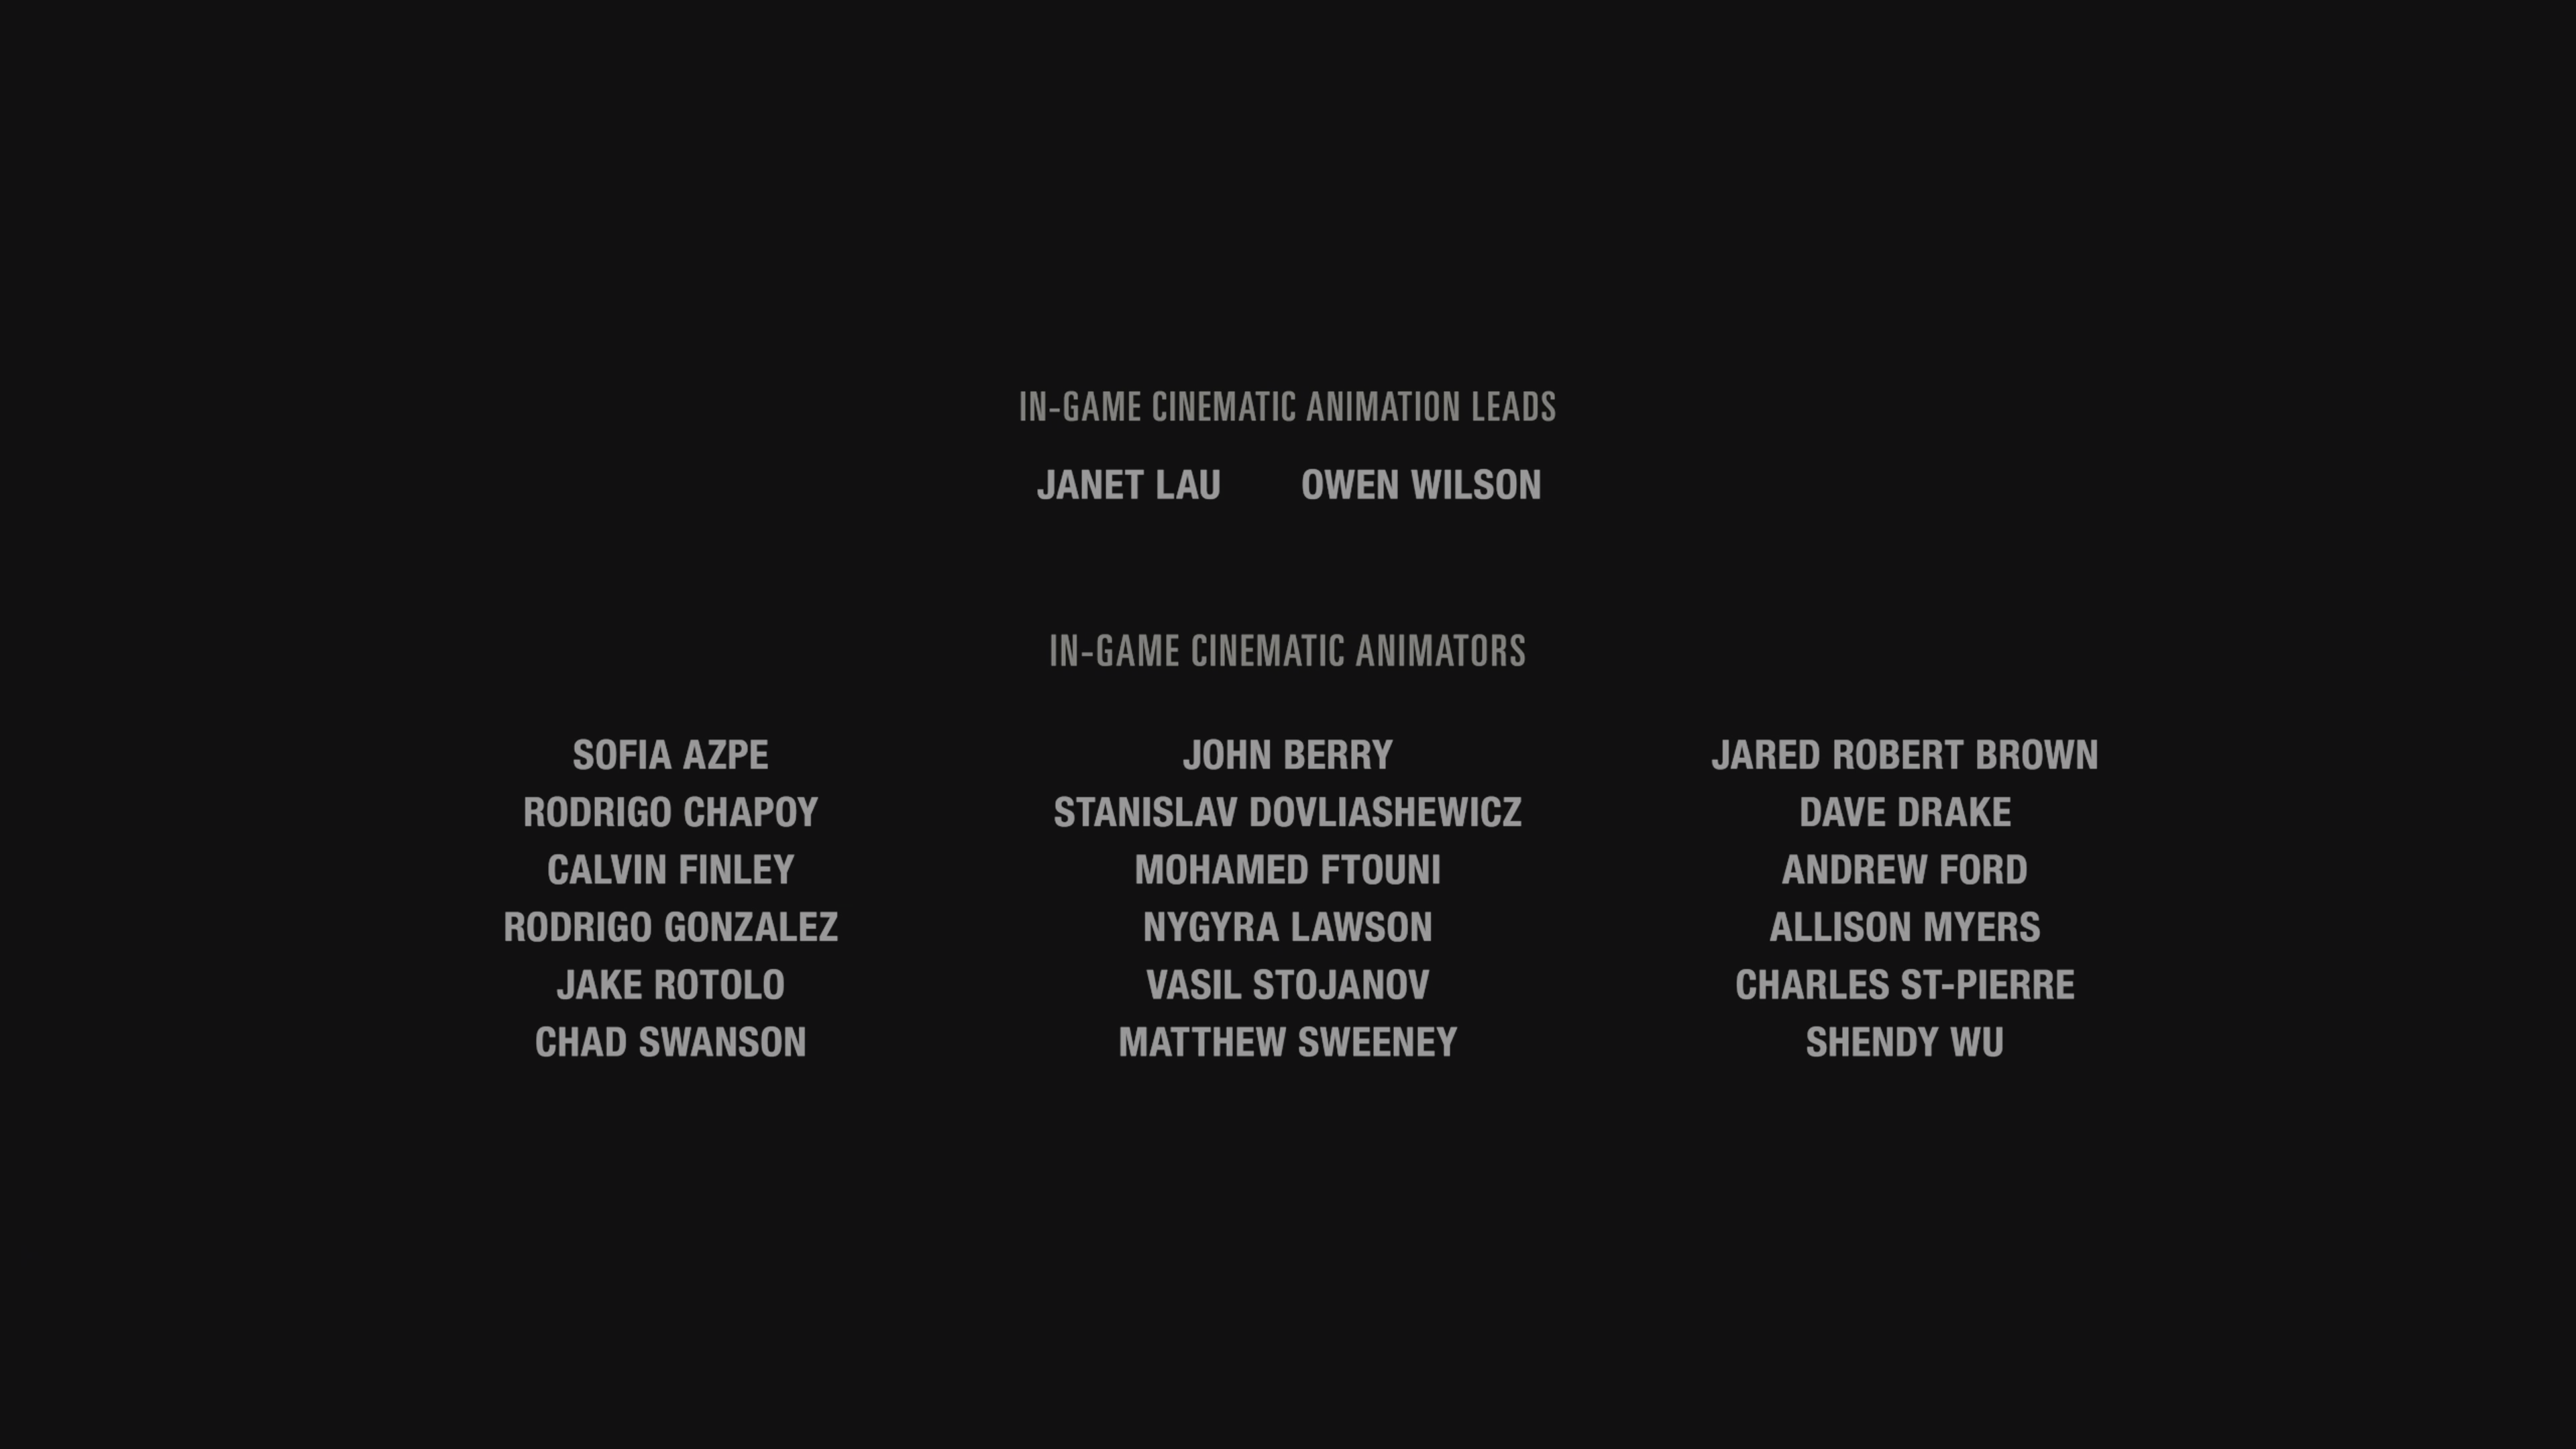 IN-GAME CINEMATIC ANIMATION LEADS
JANET LAU OWEN WILSON
IN-GAME CINEMATIC ANIMATORS
SOFIA AZPE JOHN BERRY JARED ROBERT BROWN
RODRIGO CHAPOY STANISLAV DOVLIASHEWICZ DAVE DRAKE
CALVIN FINLEY MOHAMED FTOUNI ANDREW FORD
RODRIGO GONZALEZ NYGYRA LAWSON ALLISON MYERS
JAKE ROTOLO VASIL STOJANOV CHARLES ST-PIERRE
CHAD SWANSON MATTHEW SWEENEY SHENDY WU